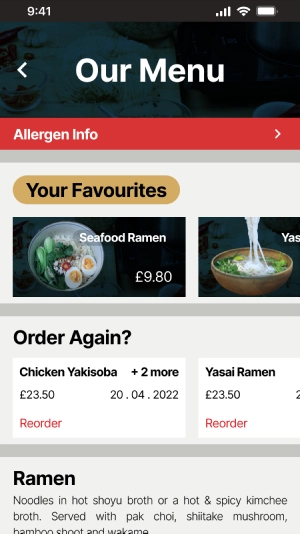 9:41
Our Menu
Allergen Info
Your Favourites
Seafood Ramen
Yas
£9.80
Order Again?
Chicken Yakisoba + 2 more
£23.50 20 . 04 . 2022
Reorder
Yasai Ramen
£23.50 2
Reorder
Ramen
Noodles in hot shoyu broth or a hot & spicy kimchee
broth. Served with pak choi, shiitake mushroom,
bamboo shoot and wakame